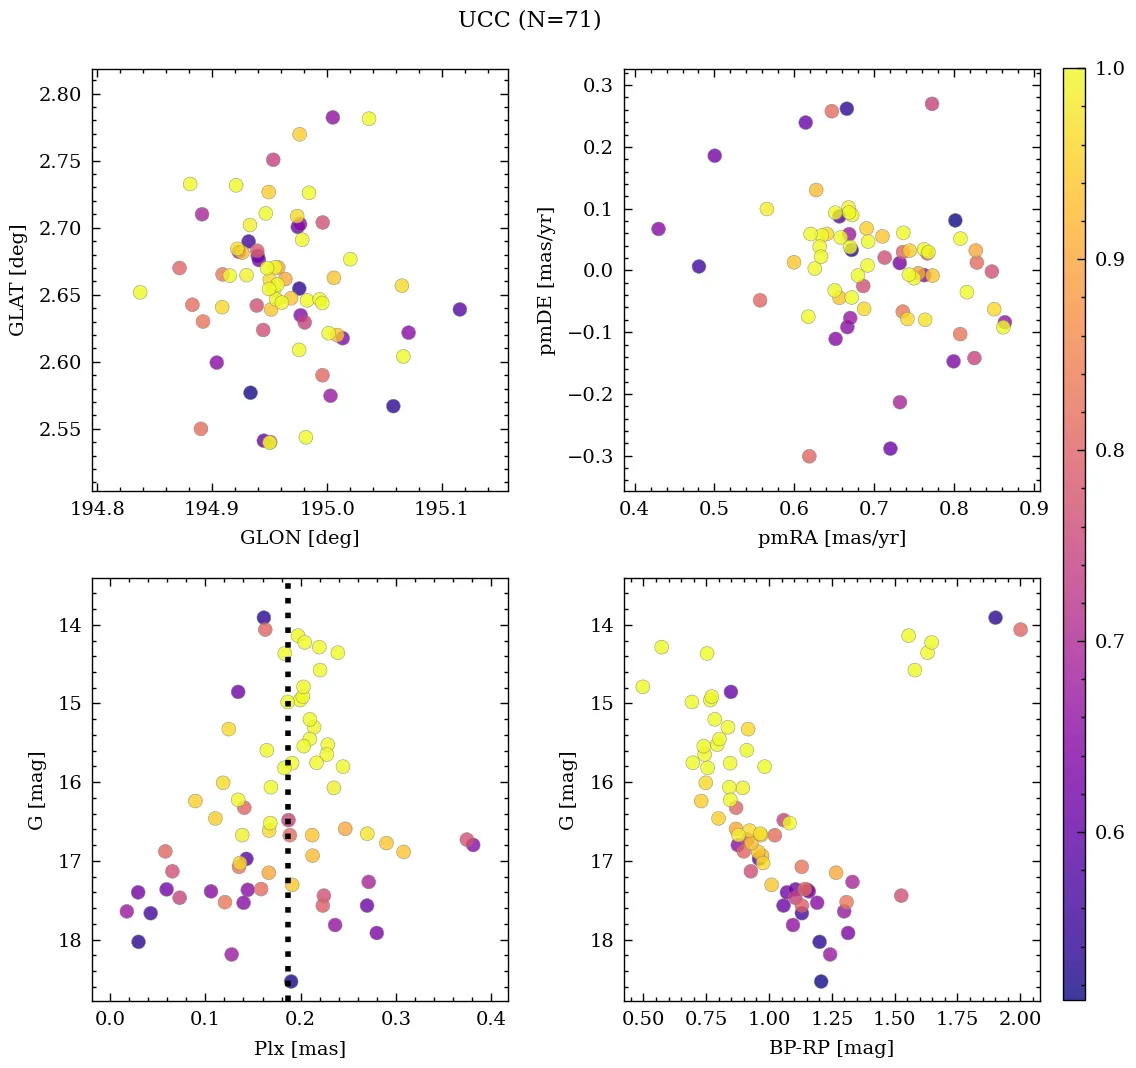 UCC (N=71)
2.80
2.75
2.70
2.65
2.60
2.55
GLAT [deg]
194.8 194.9 195.0 195.1
GLON [deg]
0.3
0.2
0.1
0.0
−0.1
−0.2
−0.3
pmDE [mas/yr]
0.4 0.5 0.6 0.7 0.8 0.9
pmRA [mas/yr]
14
15
16
17
18
G [mag]
0.0 0.1 0.2 0.3 0.4
Plx [mas]
14
15
16
17
18
G [mag]
0.50 0.75 1.00 1.25 1.50 1.75 2.00
BP-RP [mag]
1.0
0.9
0.8
0.7
0.6